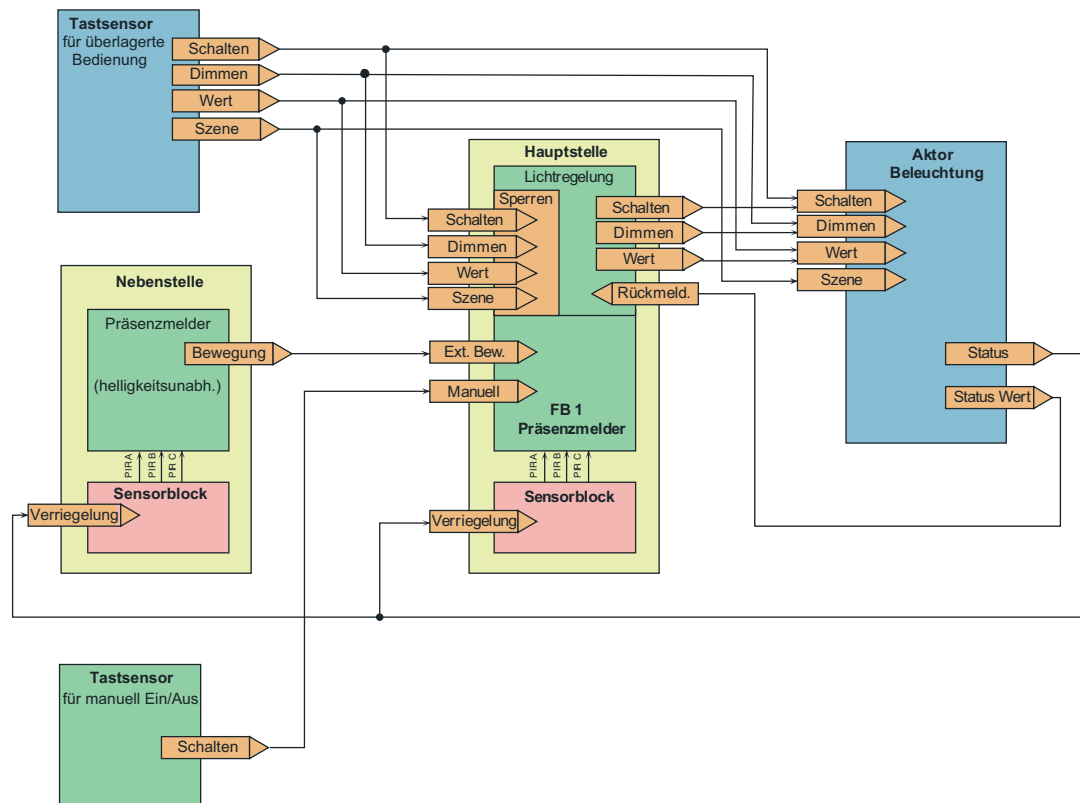 Tastsensor
für überlagerte
Bedienung
Schalten
Dimmen
Wert
Szene
Hauptstelle
Lichtregelung
Sperren
Schalten
Dimmen
Wert
Szene
Schalten
Dimmen
Wert
Rückmeld.
Ext. Bew.
Manuell
FB 1
Präsenzmelder
PIR A
PIR B
PIR C
Sensorblock
Verriegelung
Aktor
Beleuchtung
Schalten
Dimmen
Wert
Szene
Status
Status Wert
Nebenstelle
Präsenzmelder
Bewegung
(helligkeitsunabh.)
PIR A
PIR B
PIR C
Sensorblock
Verriegelung
Tastsensor
für manuell Ein/Aus
Schalten